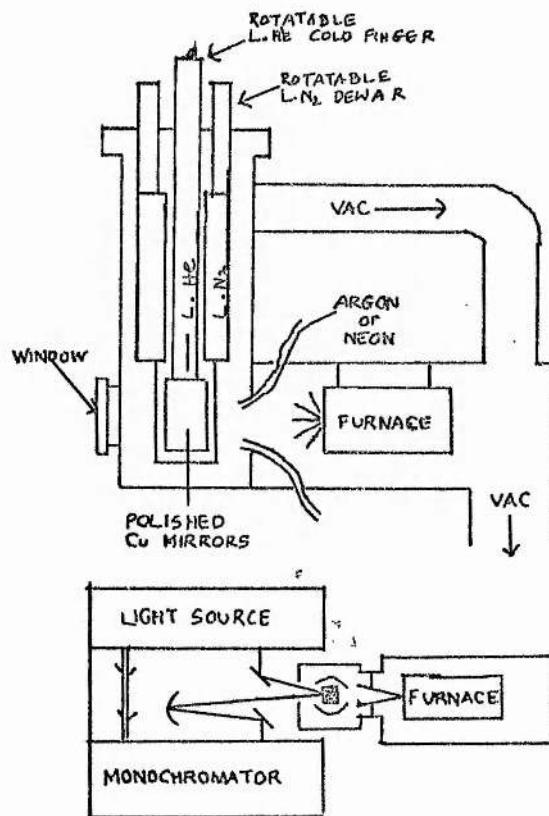 ROTATABLE
L.HE COLD FINGER
ROTATABLE
L.N₂ DEWAR
VAC
L.He
L.N₂
ARGON
or
NEON
WINDOW
FURNACE
VAC
POLISHED
Cu MIRRORS
LIGHT SOURCE
FURNACE
MONOCHROMATOR